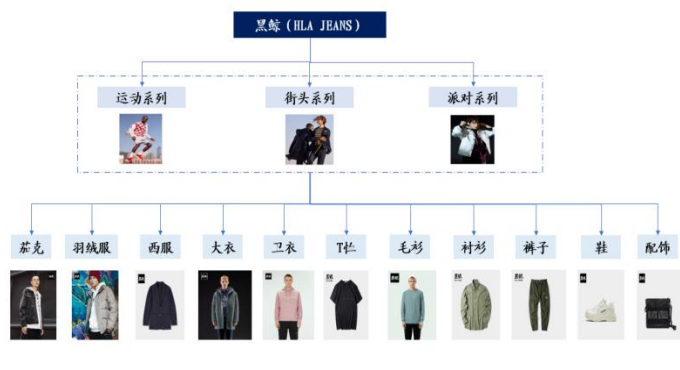 黑鲸（HLA JEANS）
运动系列
街头系列
派对系列
茄克
羽绒服
西服
大衣
卫衣
T忹
毛衫
衬衫
裤子
鞋
配饰